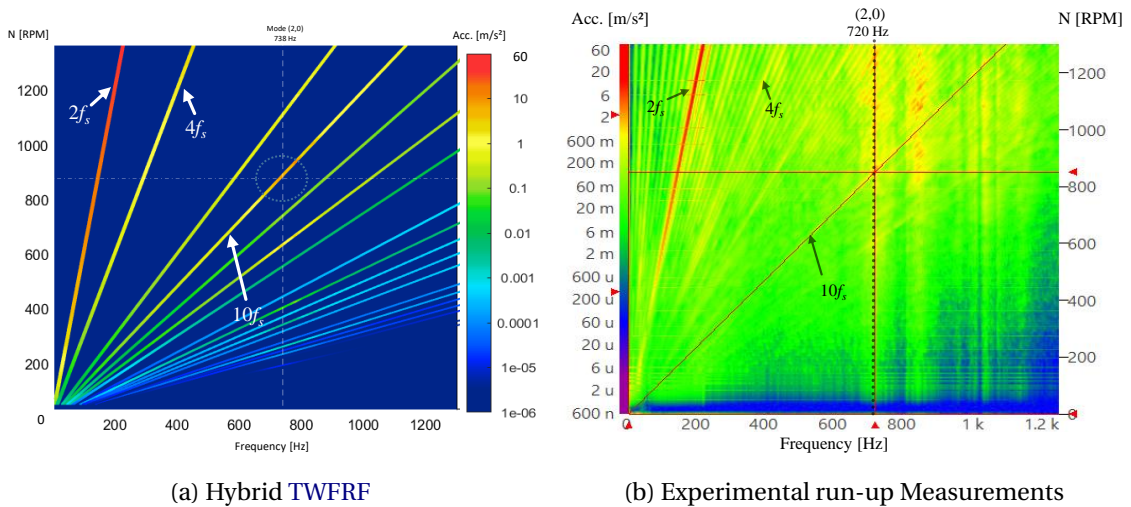 N [RPM]
Mode (2,0)
738 Hz
Acc. [m/s²]
60
10
1
0.1
0.01
0.001
0.0001
1e-05
1e-06
1200
1000
800
600
400
200
0
2fₛ
4fₛ
10fₛ
200 400 600 800 1000 1200
Frequency [Hz]
(a) Hybrid TWFRF
Acc. [m/s²]
(2,0)
720 Hz
N [RPM]
60
20
6
2
600 m
200 m
60 m
20 m
6 m
2 m
600 u
200 u
60 u
20 u
6 u
2 u
600 n
2fₛ
4fₛ
10fₛ
1200
1000
800
600
400
200
0
0 200 400 600 800 1 k 1.2 k
Frequency [Hz]
(b) Experimental run-up Measurements